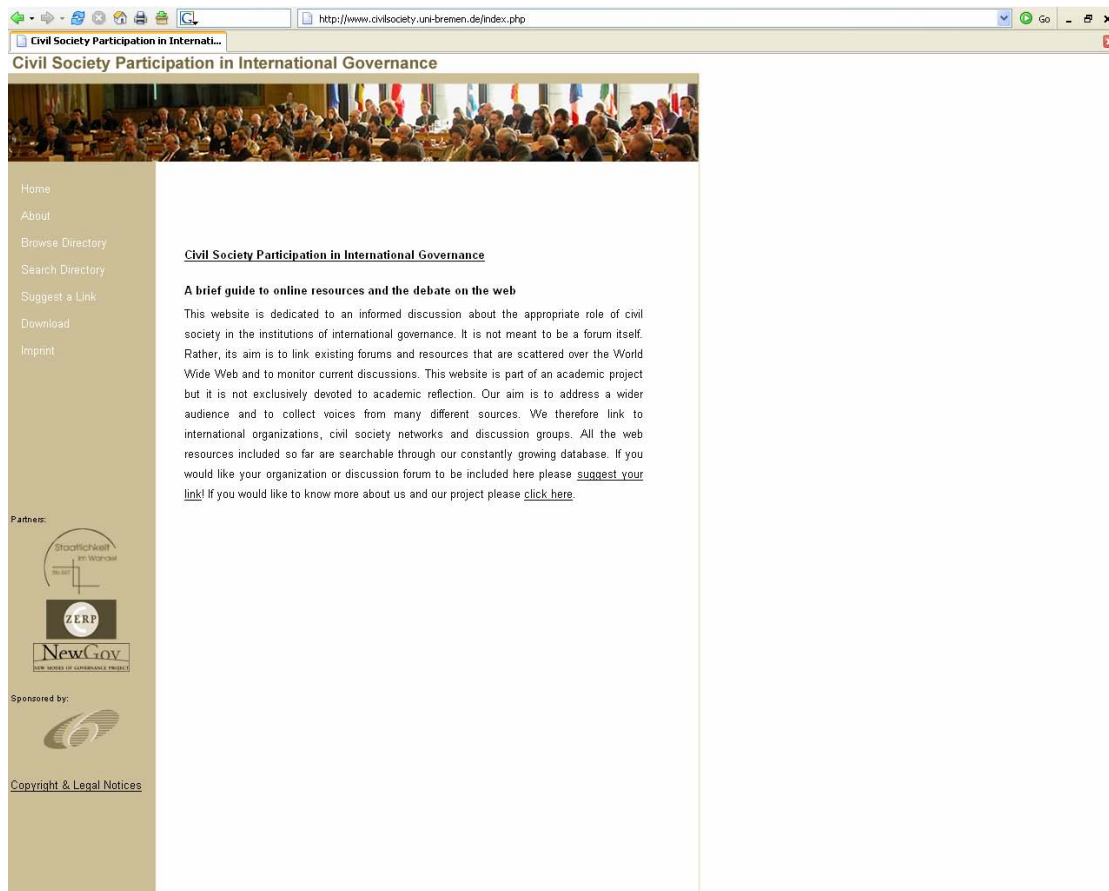 http://www.civilsociety.uni-bremen.de/index.php
Go
Civil Society Participation in Internati...
Civil Society Participation in International Governance
Home
About
Browse Directory
Search Directory
Suggest a Link
Download
Imprint
Civil Society Participation in International Governance
A brief guide to online resources and the debate on the web
This website is dedicated to an informed discussion about the appropriate role of civil
society in the institutions of international governance. It is not meant to be a forum itself.
Rather, its aim is to link existing forums and resources that are scattered over the World
Wide Web and to monitor current discussions. This website is part of an academic project
but it is not exclusively devoted to academic reflection. Our aim is to address a wider
audience and to collect voices from many different sources. We therefore link to
international organizations, civil society networks and discussion groups. All the web
resources included so far are searchable through our constantly growing database. If you
would like your organization or discussion forum to be included here please suggest your
link! If you would like to know more about us and our project please click here.
Partners:
Staatlichkeit
im Wandel
ZERP
NewGov
NEW MODES OF GOVERNANCE PROJECT
Sponsored by:
Copyright & Legal Notices